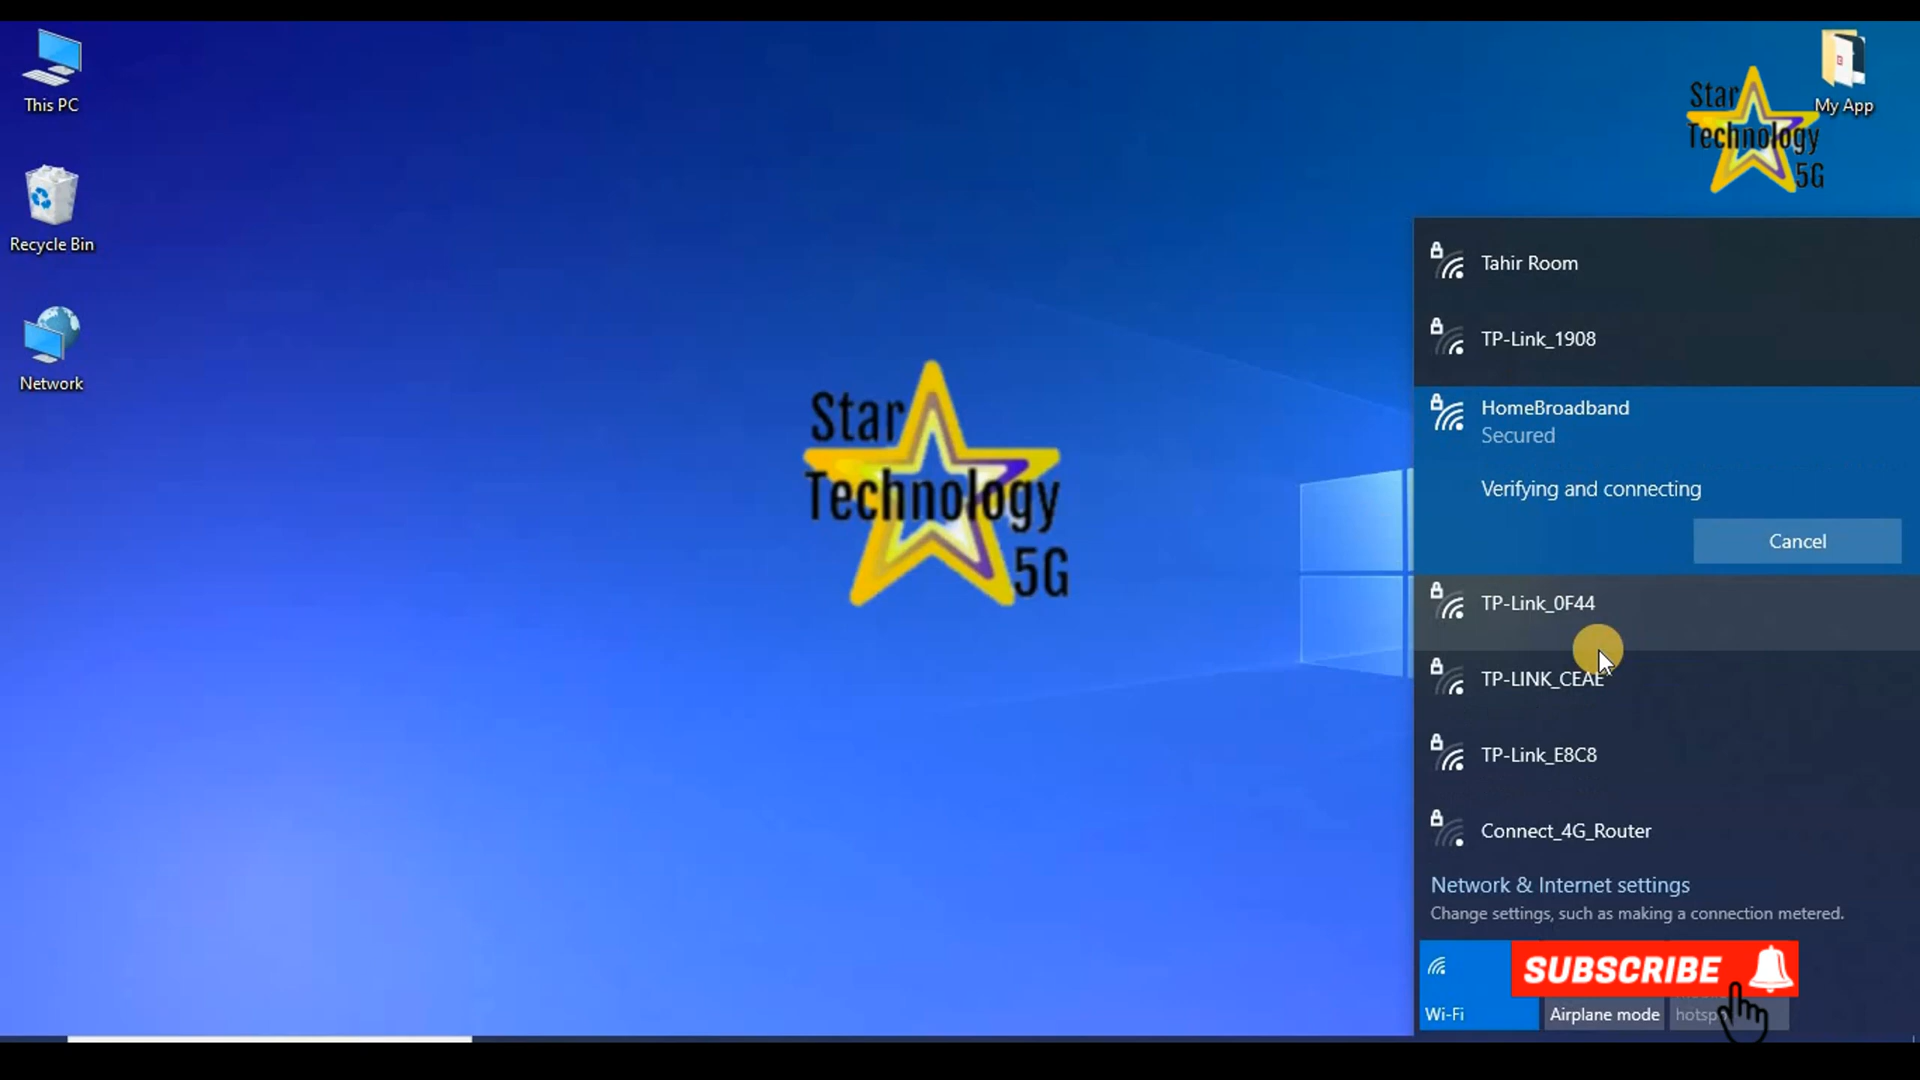 This PC
Recycle Bin
Network
My App
Star
Technology
5G
Star
Technology
5G
Tahir Room
TP-Link_1908
HomeBroadband
Secured
Verifying and connecting
Cancel
TP-Link_0F44
TP-LINK_CEAE
TP-Link_E8C8
Connect_4G_Router
Network & Internet settings
Change settings, such as making a connection metered.
SUBSCRIBE
Wi-Fi
Airplane mode